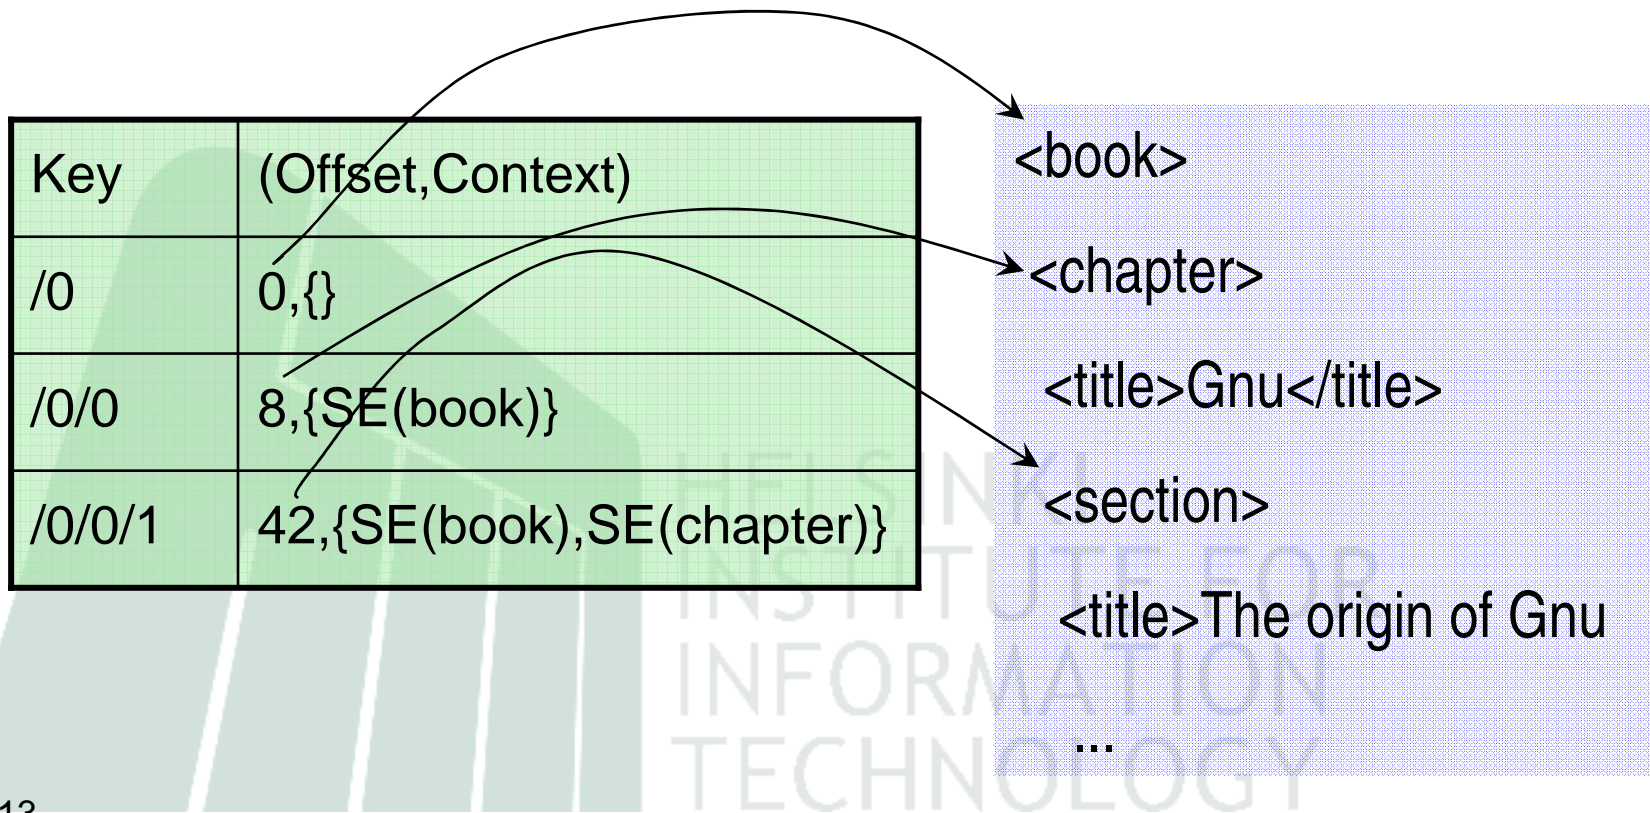 Key (Offset,Context)
/0 0,{}
/0/0 8,{SE(book)}
/0/0/1 42,{SE(book),SE(chapter)}
<book>
<chapter>
<title>Gnu</title>
<section>
<title>The origin of Gnu
...
HELSINKI
INSTITUTE FOR
INFORMATION
TECHNOLOGY
13